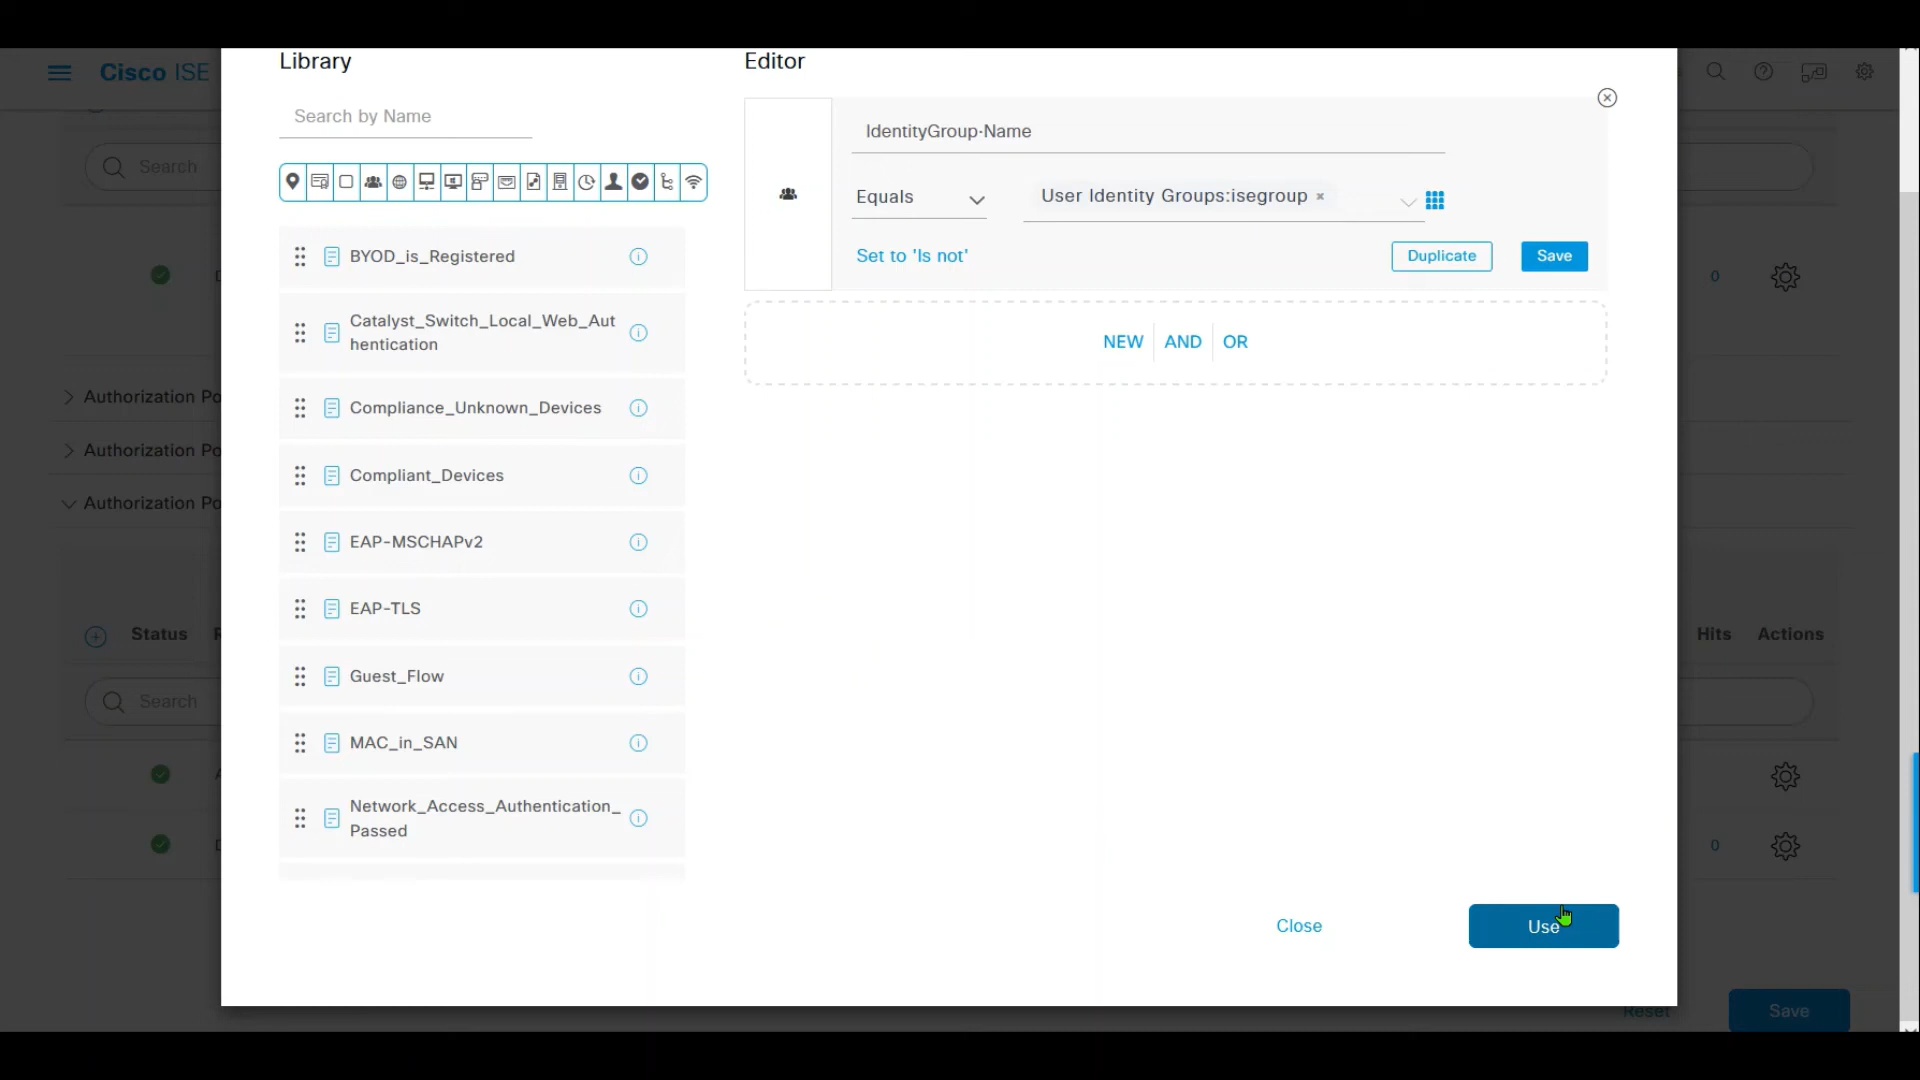 Library
Editor
Cisco ISE
Search by Name
IdentityGroup·Name
Search
Equals
User Identity Groups:isegroup ×
Set to 'Is not'
Duplicate
Save
BYOD_is_Registered
0
NEW AND OR
Catalyst_Switch_Local_Web_Aut
hentication
Authorization Po
Compliance_Unknown_Devices
Authorization Po
Compliant_Devices
Authorization Po
EAP-MSCHAPv2
EAP-TLS
Status
Hits
Actions
Guest_Flow
Search
MAC_in_SAN
Network_Access_Authentication_
Passed
0
Close
Use
Reset
Save